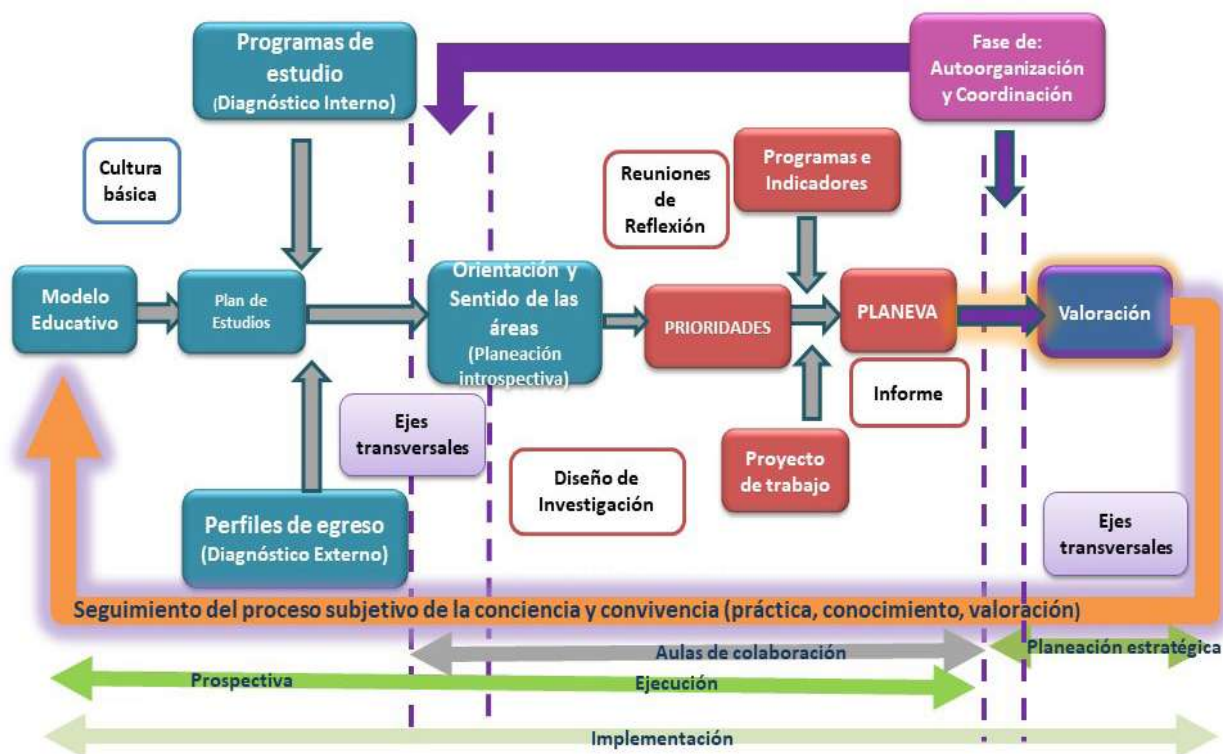 Programas de
estudio
(Diagnóstico Interno)
Fase de:
Autoorganización
y Coordinación
Cultura
básica
Reuniones
de
Reflexión
Programas e
Indicadores
Modelo
Educativo
Plan de
Estudios
Orientación y
Sentido de las
áreas
(Planeación
introspectiva)
PRIORIDADES
PLANEVA
Valoración
Ejes
transversales
Informe
Diseño de
Investigación
Proyecto
de trabajo
Perfiles de egreso
(Diagnóstico Externo)
Ejes
transversales
Seguimiento del proceso subjetivo de la conciencia y convivencia (práctica, conocimiento, valoración)
Aulas de colaboración
Planeación estratégica
Prospectiva
Ejecución
Implementación